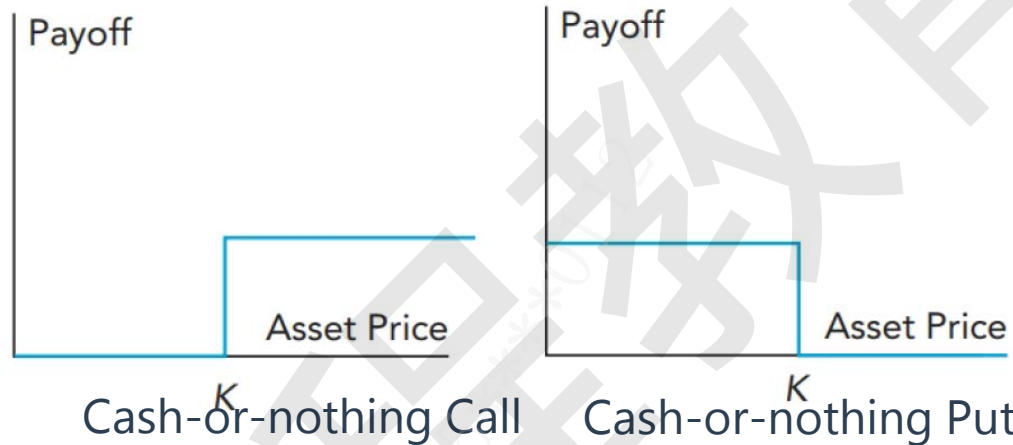 Payoff
Payoff
Asset Price
Asset Price
K
K
Cash-or-nothing Call
Cash-or-nothing Put